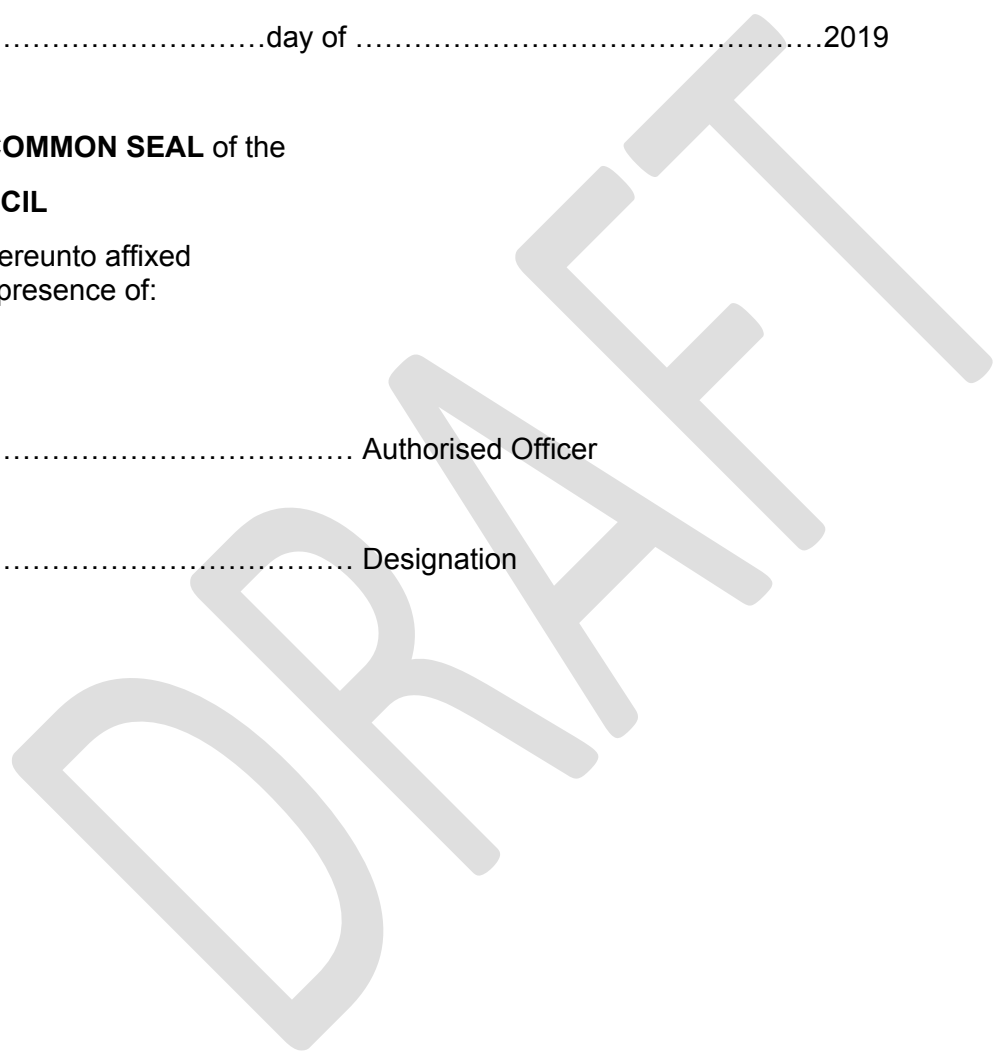 ……………………………day of …………………………………………2019
COMMON SEAL of the
CIL
ereunto affixed
presence of:
………………………………… Authorised Officer
………………………………… Designation
DRAFT